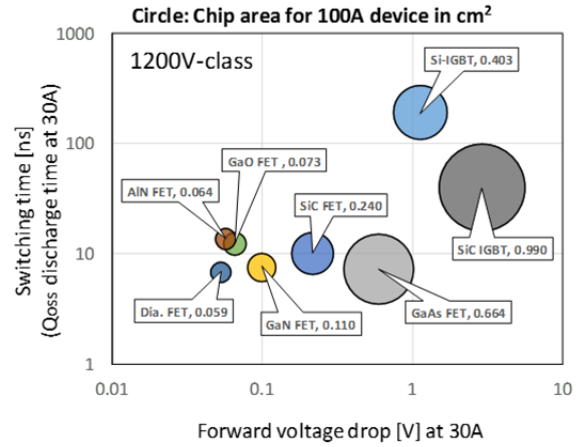 Circle: Chip area for 100A device in cm²
1200V-class
Switching time [ns]
(Qoss discharge time at 30A)
1000
100
10
1
Si-IGBT, 0.403
GaO FET , 0.073
AlN FET, 0.064
SiC FET, 0.240
SiC IGBT, 0.990
Dia. FET, 0.059
GaN FET, 0.110
GaAs FET, 0.664
0.01
0.1
1
10
Forward voltage drop [V] at 30A